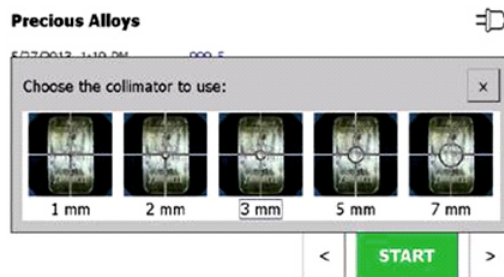 Precious Alloys
Choose the collimator to use:
x
1 mm
2 mm
3 mm
5 mm
7 mm
<
START
>